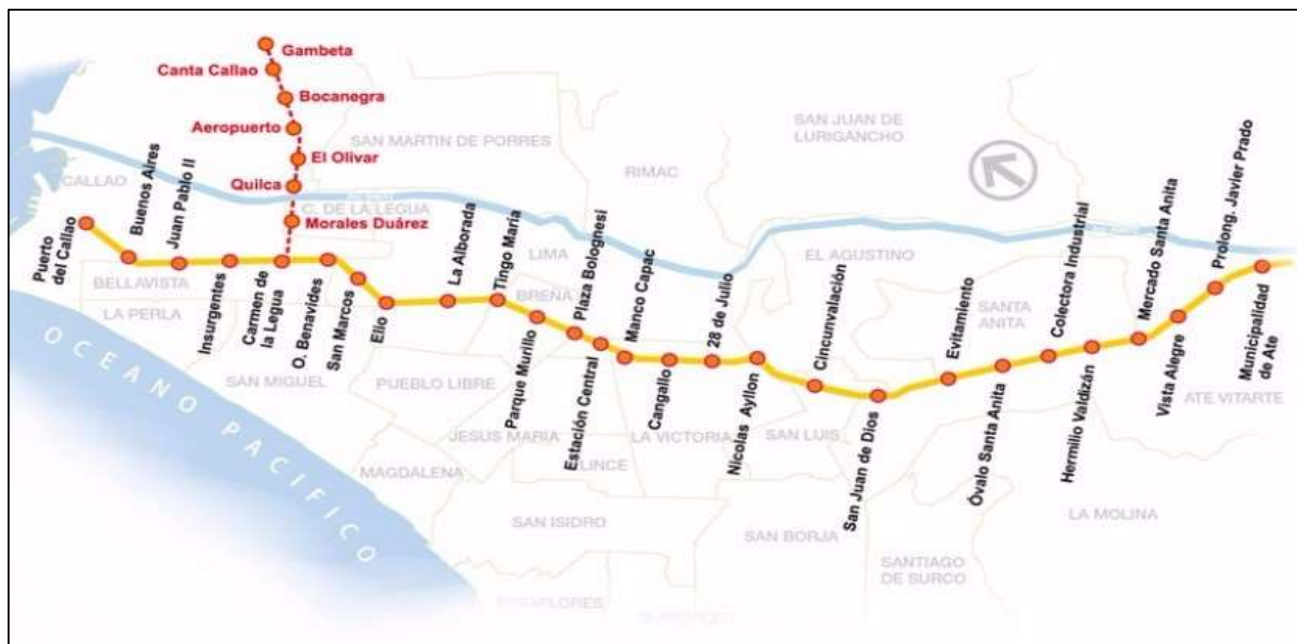 Gambeta
Canta Callao
Bocanegra
Aeropuerto
El Olivar
Quilca
Morales Duárez
SAN MARTIN DE PORRES
SAN JUAN DE
LURIGANCHO
RIMAC
CALLAO
C. DE LA LEGUA
LIMA
BREÑA
EL AGUSTINO
SANTA
ANITA
BELLAVISTA
LA PERLA
SAN MIGUEL
PUEBLO LIBRE
JESUS MARIA
LA VICTORIA
SAN LUIS
ATE VITARTE
MAGDALENA
LINCE
SAN ISIDRO
SAN BORJA
LA MOLINA
SANTIAGO
DE SURCO
MIRAFLORES
OCEANO PACIFICO
Puerto
del Callao
Buenos Aires
Juan Pablo II
Insurgentes
Carmen de
la Legua
O. Benavides
San Marcos
Elio
La Alborada
Tingo María
Parque Murillo
Plaza Bolognesi
Estación Central
Manco Capac
Cangallo
28 de Julio
Nicolas Ayllon
Cincunvalación
San Juan de Dios
Evitamiento
Óvalo Santa Anita
Colectora Industrial
Hermilio Valdizán
Mercado Santa Anita
Vista Alegre
Prolong. Javier Prado
Municipalidad
de Ate